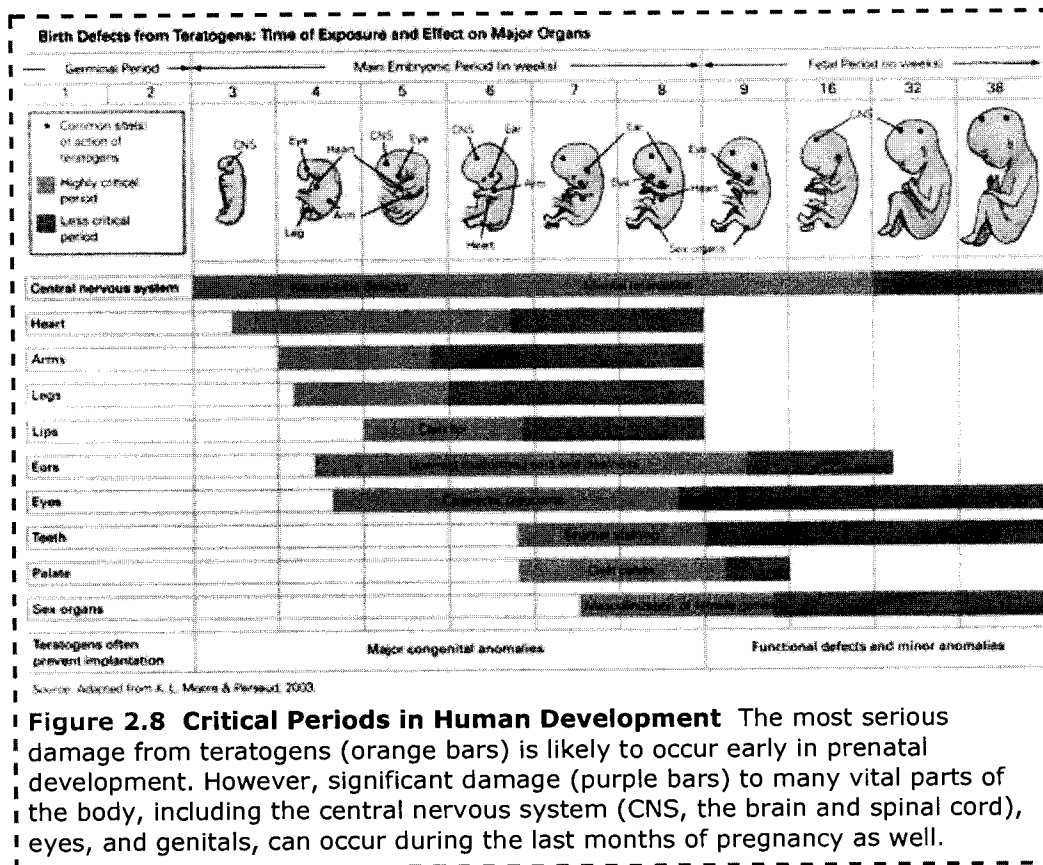 Birth Defects from Teratogens: Time of Exposure and Effect on Major Organs
Germinal Period
Main Embryonic Period (in weeks)
Fetal Period (in weeks)
1 2 3 4 5 6 7 8 9 16 32 38
• Common sites of action of teratogens
Highly critical period
Less critical period
CNS
Eye
Heart
Arm
Leg
CNS
Eye
CNS
Ear
Arm
Heart
Ear
Eye
Heart
Sex organs
Eye
CNS
Central nervous system
Heart
Arms
Legs
Lips
Ears
Eyes
Teeth
Palate
Sex organs
Teratogens often
prevent implantation
Major congenital anomalies
Functional defects and minor anomalies
Source: Adapted from K. L. Moore & Persaud, 2003.
Figure 2.8 Critical Periods in Human Development The most serious
damage from teratogens (orange bars) is likely to occur early in prenatal
development. However, significant damage (purple bars) to many vital parts of
the body, including the central nervous system (CNS, the brain and spinal cord),
eyes, and genitals, can occur during the last months of pregnancy as well.